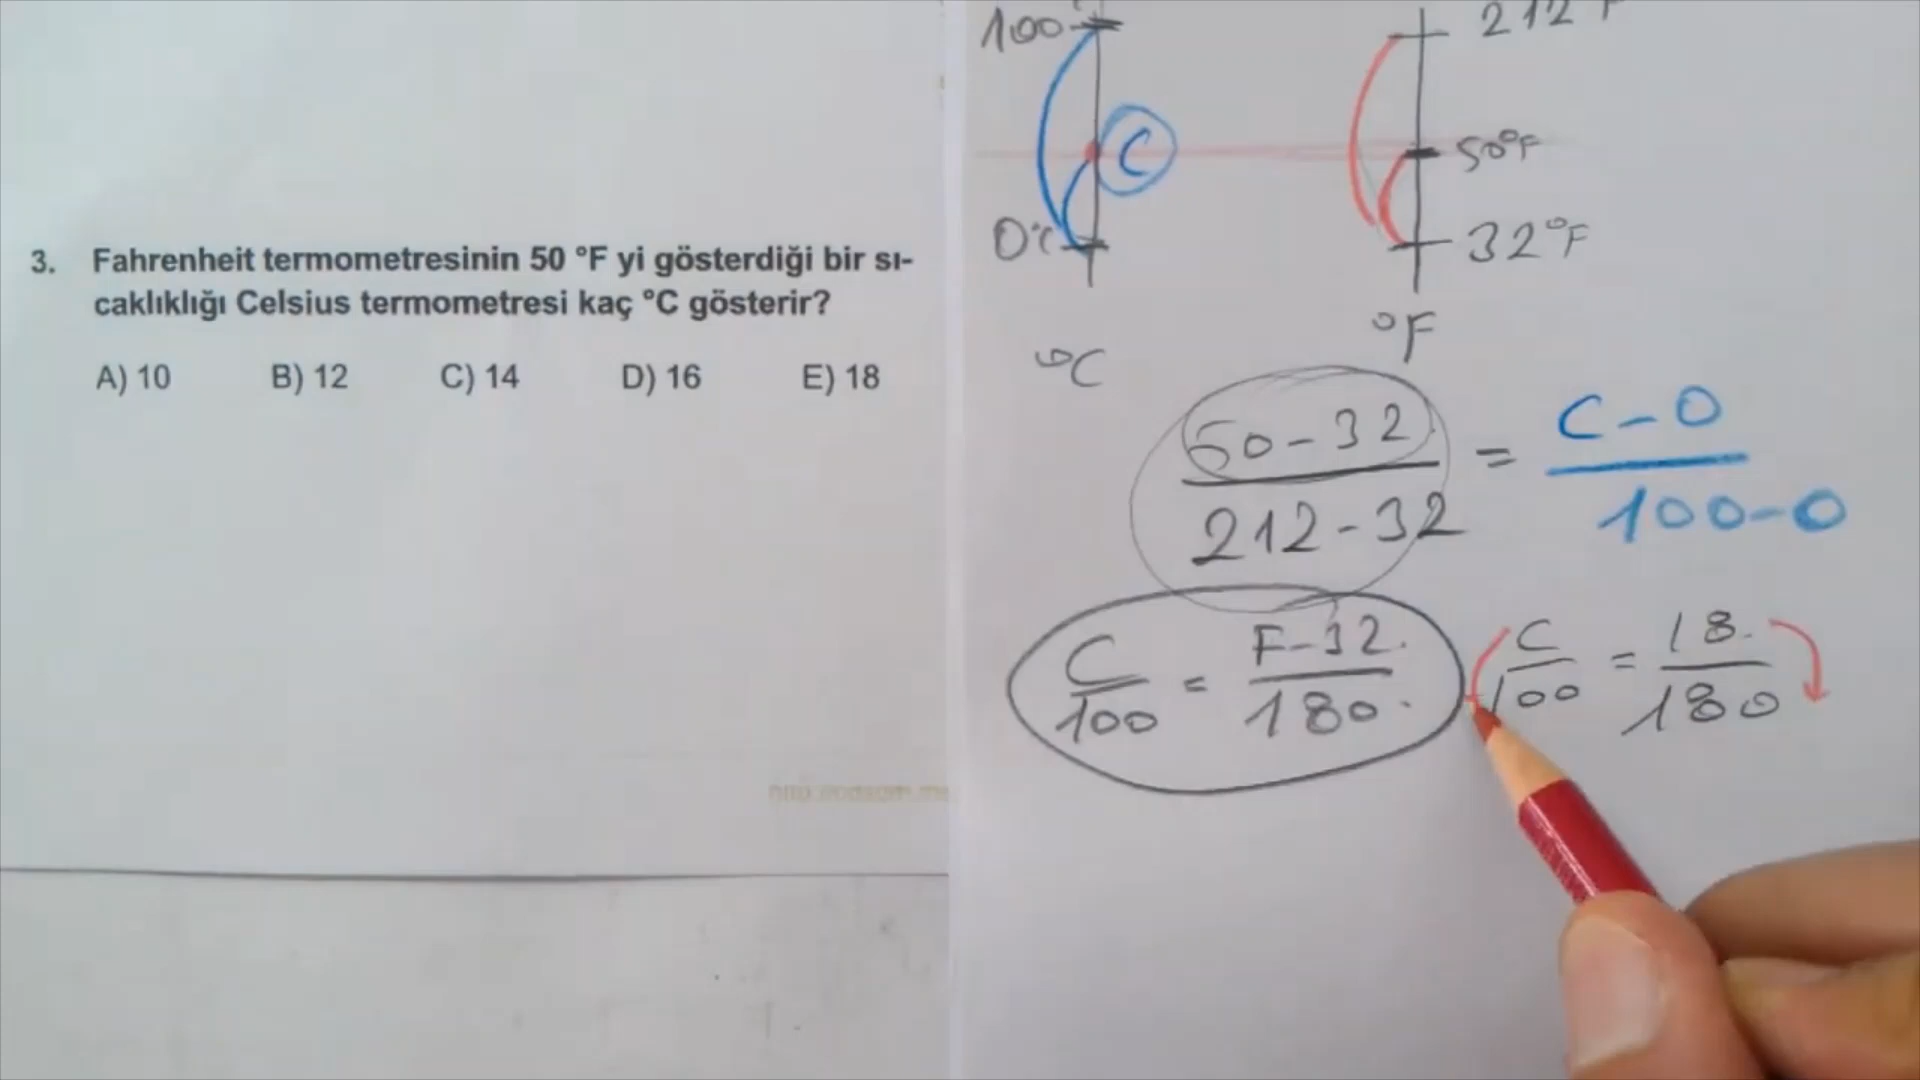 3. Fahrenheit termometresinin 50 °F yi gösterdiği bir sı-
caklıklığı Celsius termometresi kaç °C gösterir?
A) 10 B) 12 C) 14 D) 16 E) 18
100 212 F
C 50°F
0°C 32°F
°C °F
50-32 / 212-32 = C-0 / 100-0
C/100 = F-32/180 C/100 = 18/180